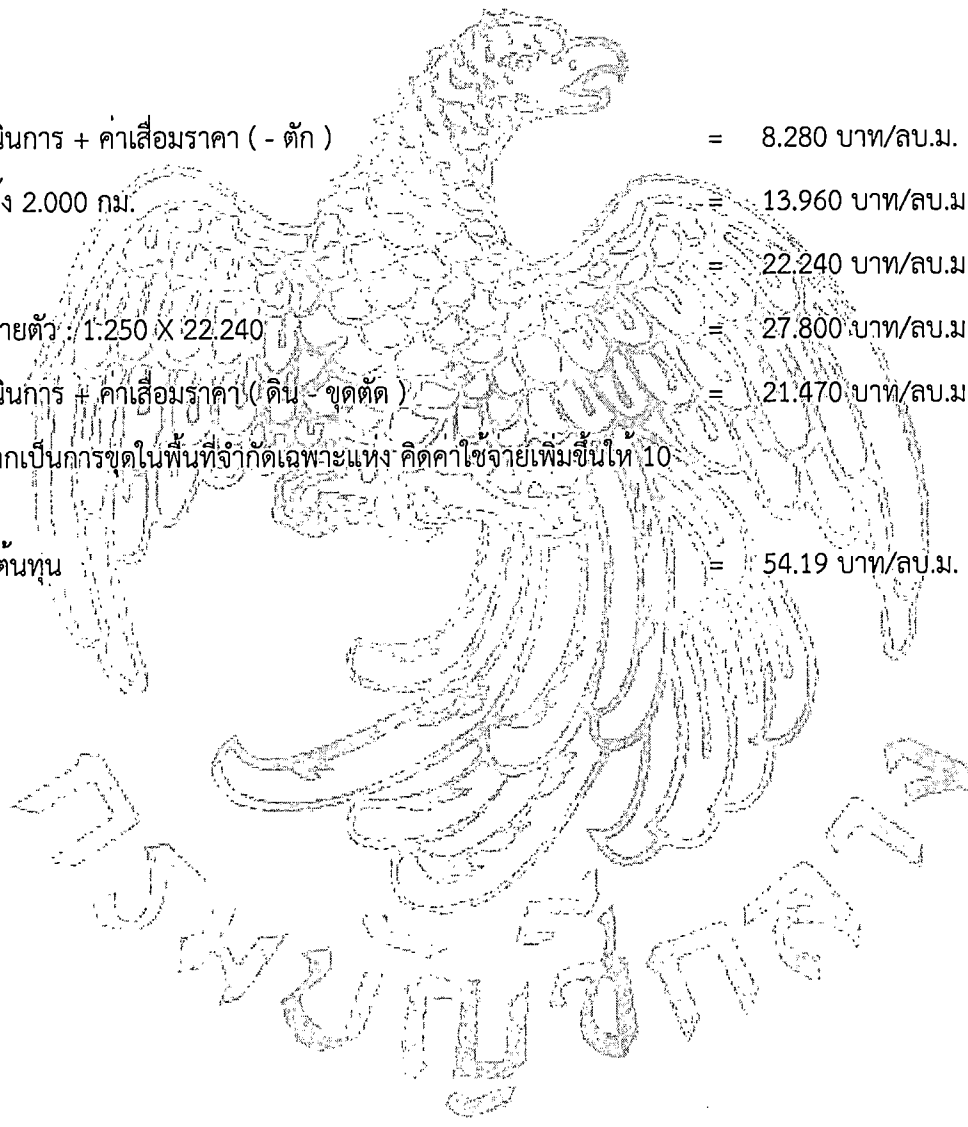 นินการ + ค่าเสื่อมราคา ( - ตัก ) = 8.280 บาท/ลบ.ม.
ัง 2.000 กม. = 13.960 บาท/ลบ.ม
= 22.240 บาท/ลบ.ม
ายตัว : 1.250 X 22.240 = 27.800 บาท/ลบ.ม
นินการ + ค่าเสื่อมราคา ( ดิน - ขุดตัด ) = 21.470 บาท/ลบ.ม
ากเป็นการขุดในพื้นที่จำกัดเฉพาะแห่ง คิดค่าใช้จ่ายเพิ่มขึ้นให้ 10
ต้นทุน = 54.19 บาท/ลบ.ม.
กรมบัญชีกลาง